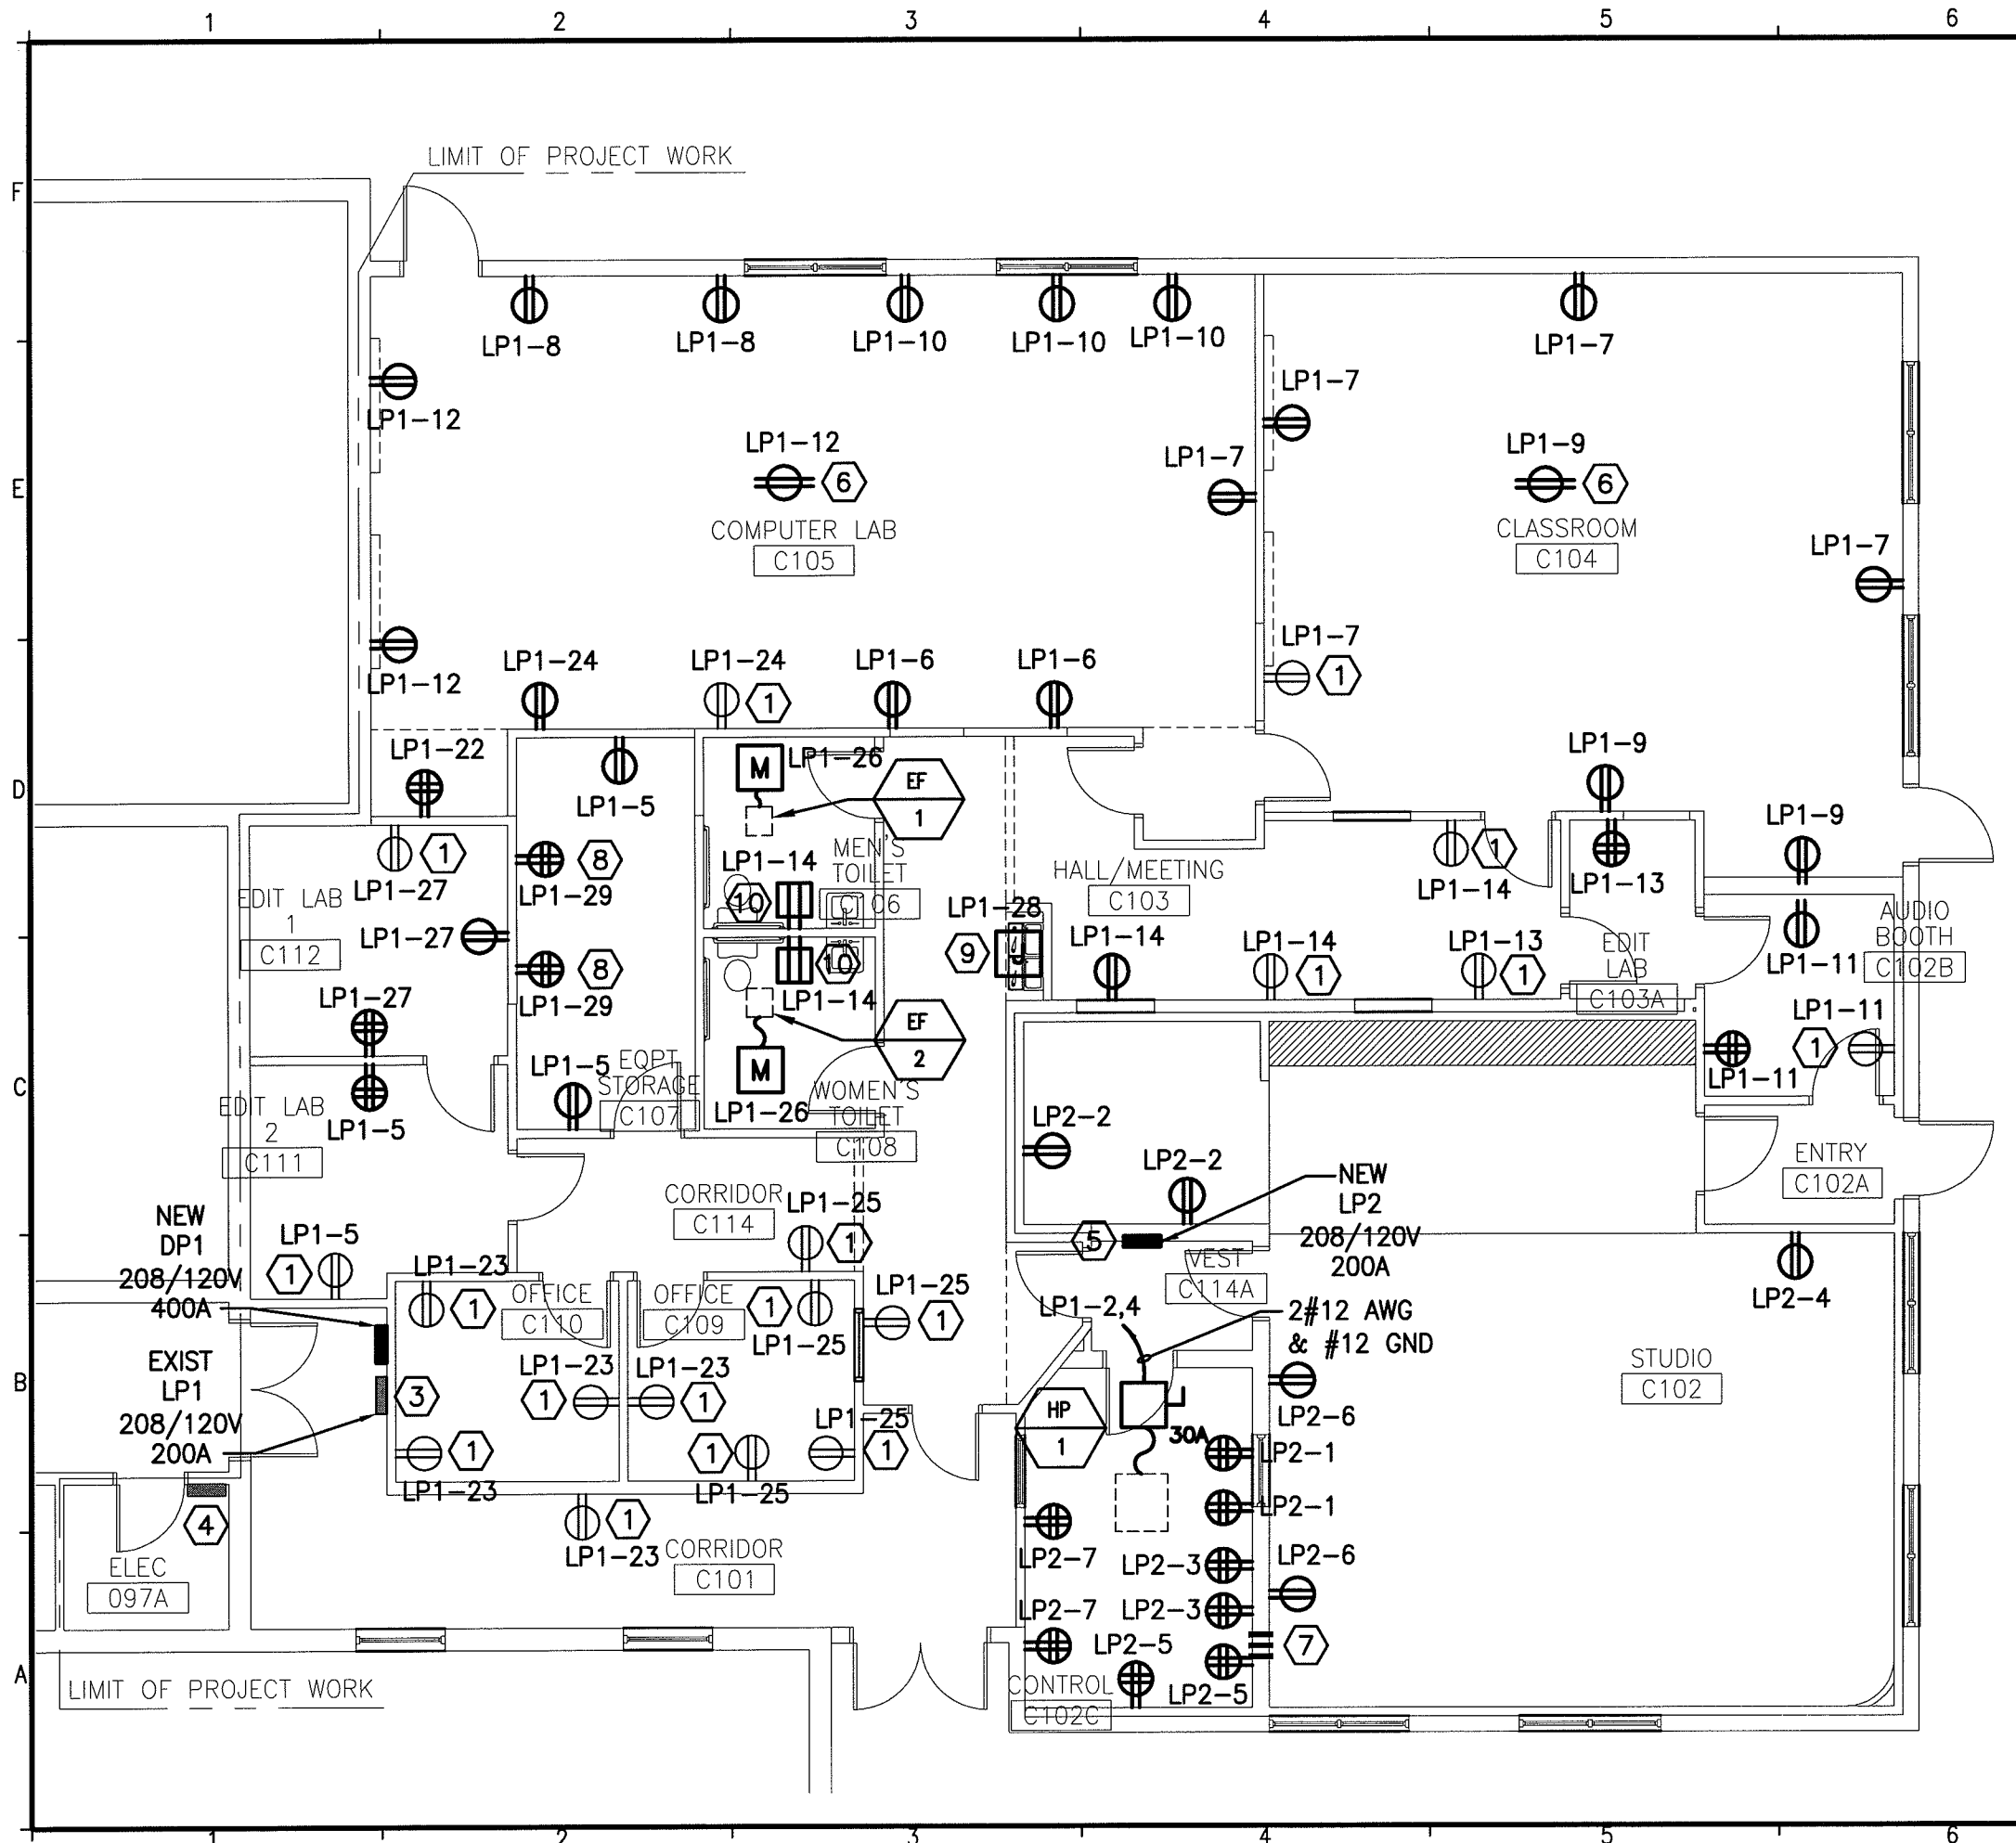 1 2 3 4 5 6
LIMIT OF PROJECT WORK
F
LP1-8
LP1-8
LP1-10
LP1-10
LP1-10
LP1-7
LP1-12
LP1-7
LP1-12
6
LP1-7
LP1-9
6
E
COMPUTER LAB
C105
CLASSROOM
C104
LP1-7
LP1-12
LP1-24
LP1-24
1
LP1-6
LP1-6
LP1-7
1
LP1-22
LP1-5
M
LP1-26
EF
1
LP1-9
D
LP1-9
1
LP1-27
8
LP1-29
LP1-14
10
MEN'S
TOILET
C106
HALL/MEETING
C103
1
LP1-14
LP1-13
EDIT LAB
1
C112
LP1-27
LP1-28
9
LP1-14
LP1-14
1
LP1-13
1
EDIT
LAB
C103A
LP1-11
AUDIO
BOOTH
C102B
8
LP1-29
10
LP1-14
LP1-27
EF
2
LP1-11
1
LP1-11
C
LP1-5
EDIT LAB
2
C111
LP1-5
EQPT
STORAGE
C107
M
LP1-26
WOMEN'S
TOILET
C108
LP2-2
LP2-2
NEW
LP2
208/120V
200A
ENTRY
C102A
CORRIDOR
C114
LP1-25
1
5
VEST
C114A
NEW
DP1
208/120V
400A
LP1-5
1
LP1-23
1
OFFICE
C110
OFFICE
C109
1
LP1-25
LP1-25
1
LP1-2,4
2#12 AWG
& #12 GND
LP2-4
B
EXIST
LP1
208/120V
200A
3
LP1-23
1
LP1-23
1
STUDIO
C102
HP
1
30A
LP2-6
LP2-1
LP2-1
1
LP1-23
1
LP1-25
LP1-25
1
4
1
LP1-23
ELEC
097A
CORRIDOR
C101
LP2-7
LP2-3
LP2-6
LP2-7
LP2-3
LP2-5
LP2-5
7
A
LIMIT OF PROJECT WORK
CONTROL
C102C
1 2 3 4 5 6